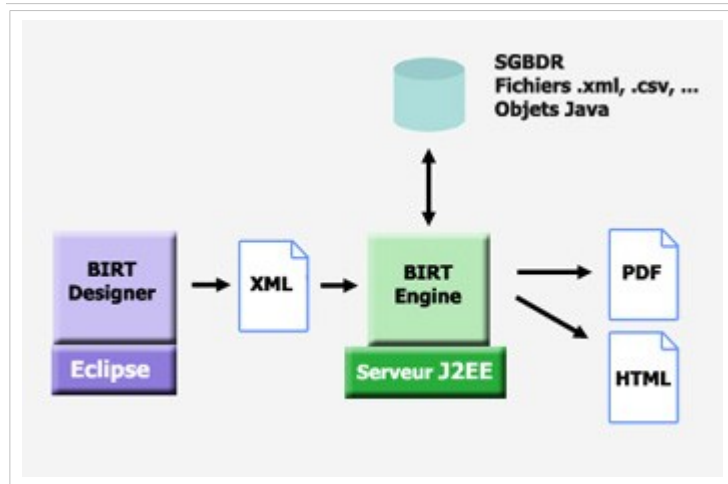 SGBDR
Fichiers .xml, .csv, ...
Objets Java
BIRT
Designer
XML
BIRT
Engine
PDF
Eclipse
Serveur J2EE
HTML